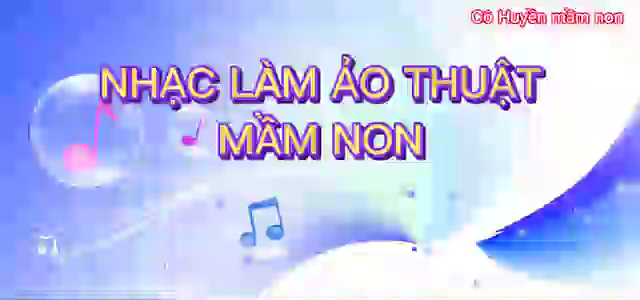 Cô Huyền mầm non
NHẠC LÀM ẢO THUẬT
MẦM NON